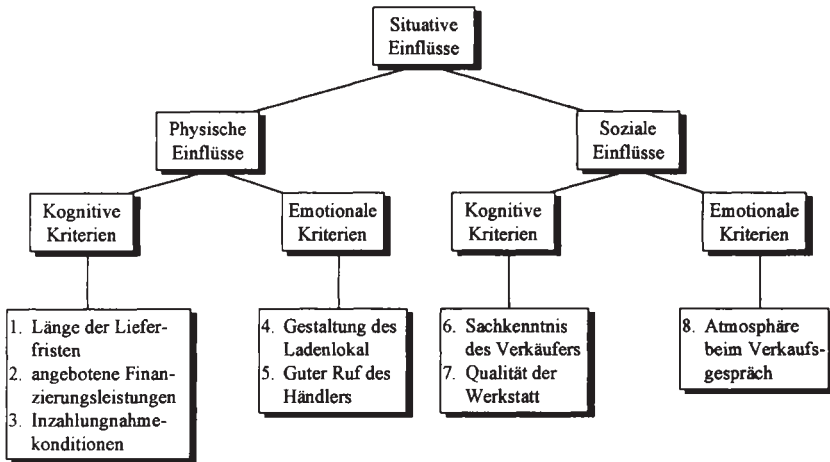 Situative
Einflüsse
Physische
Einflüsse
Soziale
Einflüsse
Kognitive
Kriterien
Emotionale
Kriterien
Kognitive
Kriterien
Emotionale
Kriterien
1. Länge der Liefer-
fristen
2. angebotene Finan-
zierungsleistungen
3. Inzahlungnahme-
konditionen
4. Gestaltung des
Ladenlokal
5. Guter Ruf des
Händlers
6. Sachkenntnis
des Verkäufers
7. Qualität der
Werkstatt
8. Atmosphäre
beim Verkaufs-
gespräch